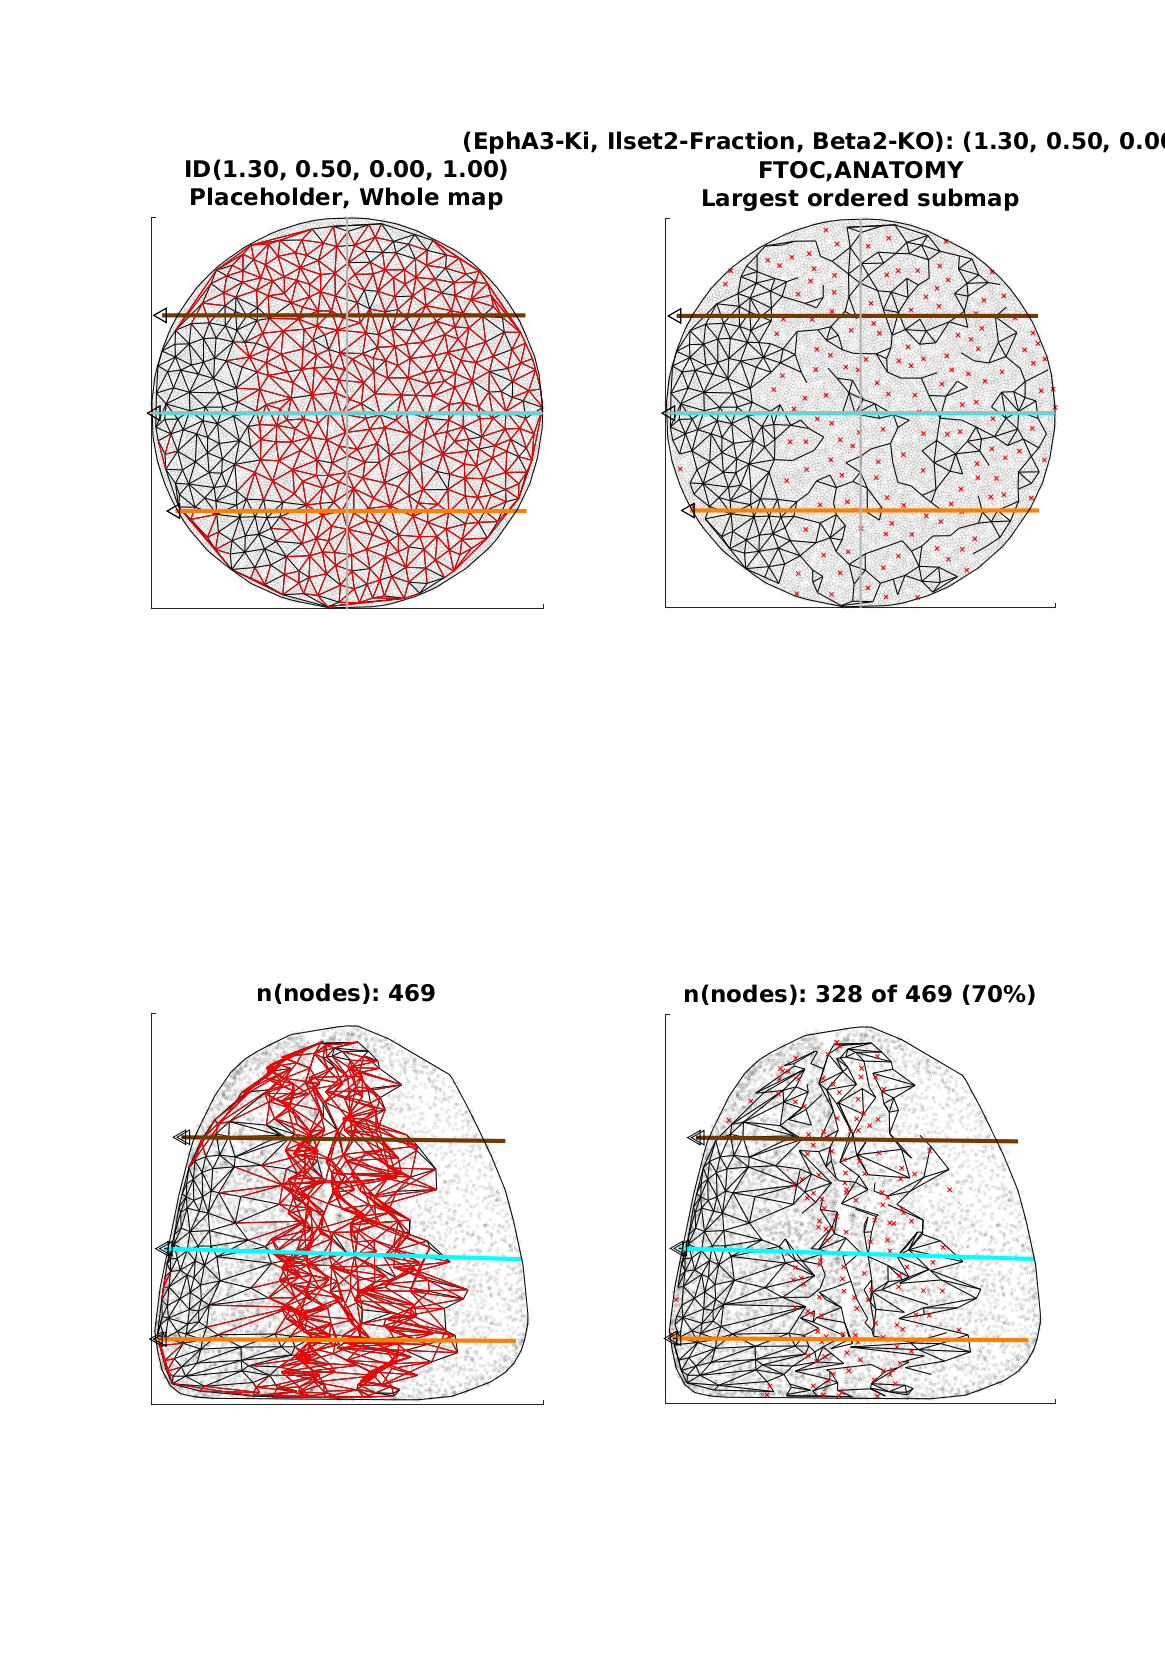 (EphA3-Ki, Ilset2-Fraction, Beta2-KO): (1.30, 0.50, 0.00
ID(1.30, 0.50, 0.00, 1.00)
Placeholder, Whole map
FTOC,ANATOMY
Largest ordered submap
n(nodes): 469
n(nodes): 328 of 469 (70%)